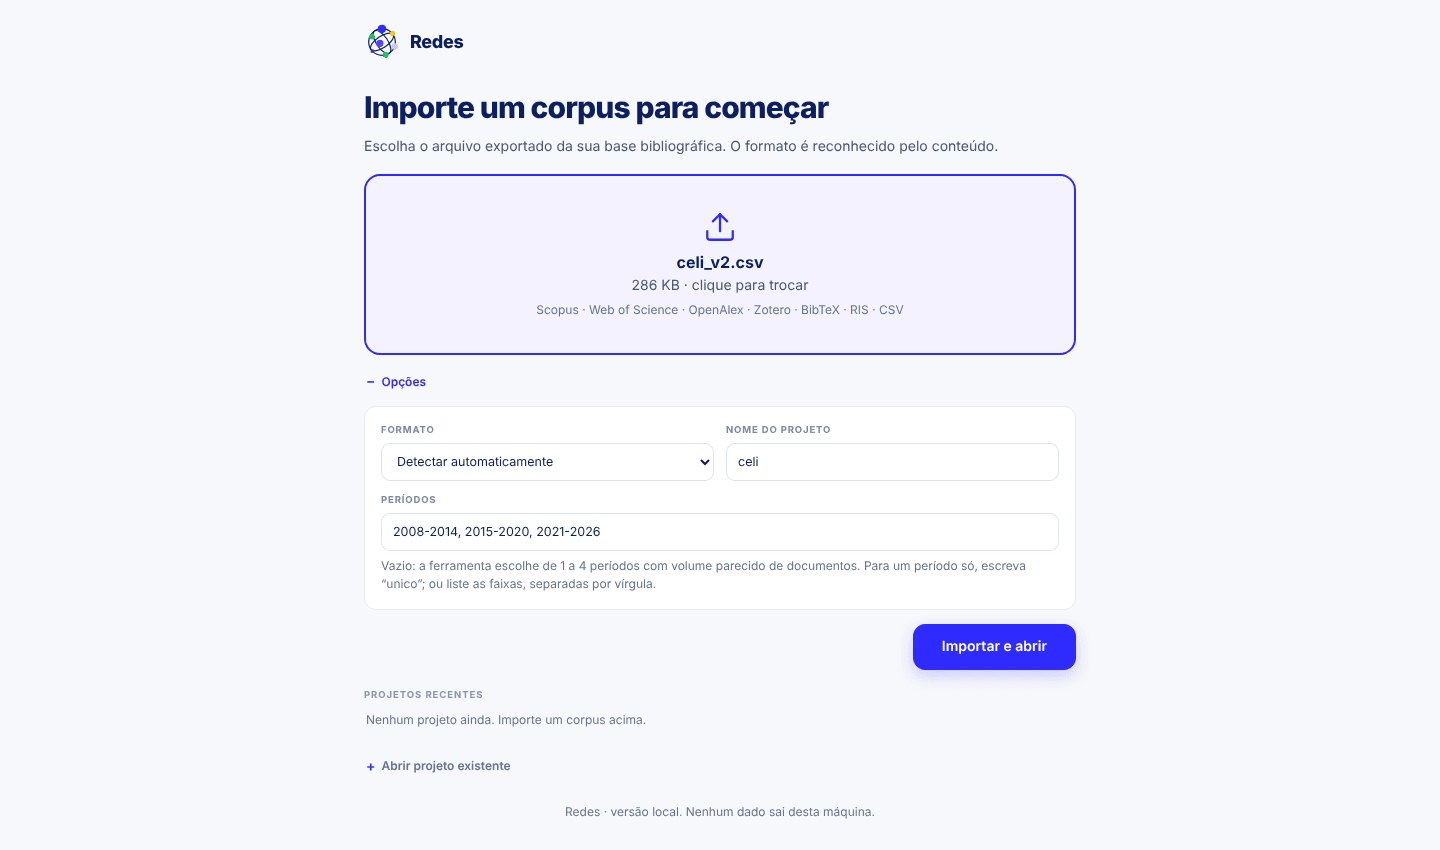 Redes
Importe um corpus para começar
Escolha o arquivo exportado da sua base bibliográfica. O formato é reconhecido pelo conteúdo.
celi_v2.csv
286 KB · clique para trocar
Scopus · Web of Science · OpenAlex · Zotero · BibTeX · RIS · CSV
− Opções
FORMATO
NOME DO PROJETO
Detectar automaticamente
celi
PERÍODOS
2008-2014, 2015-2020, 2021-2026
Vazio: a ferramenta escolhe de 1 a 4 períodos com volume parecido de documentos. Para um período só, escreva
“unico”; ou liste as faixas, separadas por vírgula.
Importar e abrir
PROJETOS RECENTES
Nenhum projeto ainda. Importe um corpus acima.
+ Abrir projeto existente
Redes · versão local. Nenhum dado sai desta máquina.